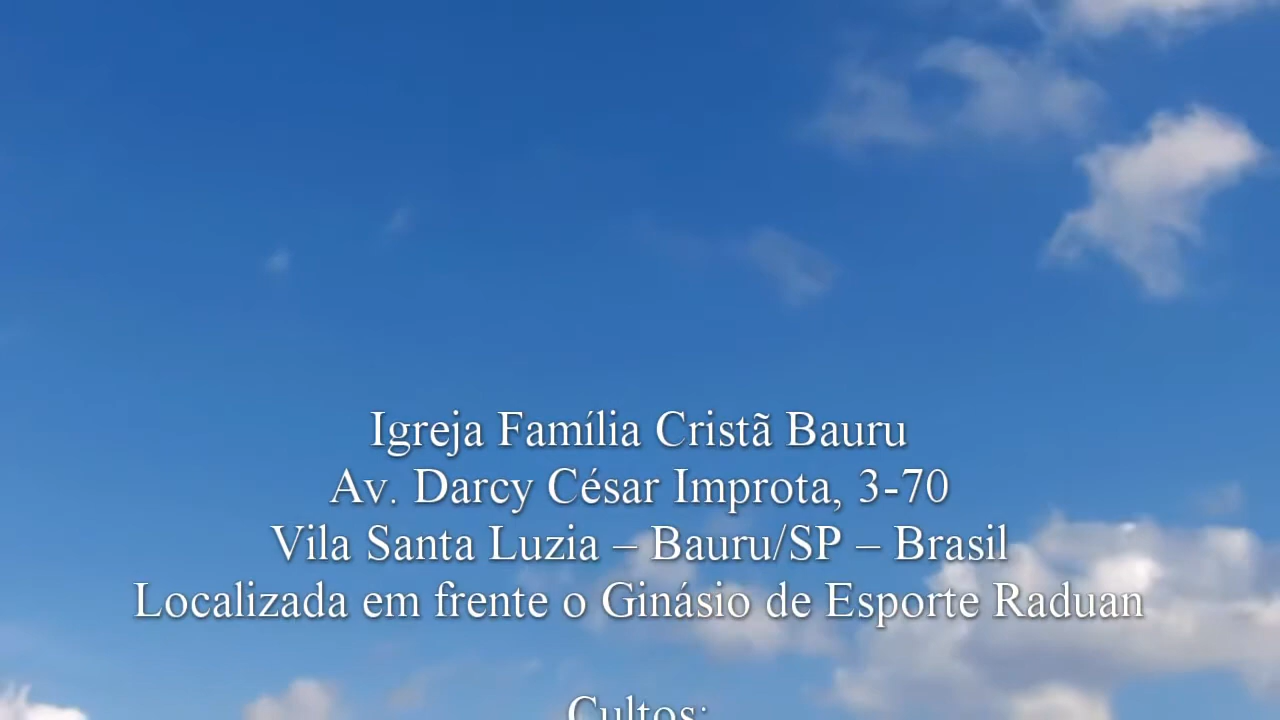 Igreja Família Cristã Bauru
Av. Darcy César Improta, 3-70
Vila Santa Luzia – Bauru/SP – Brasil
Localizada em frente o Ginásio de Esporte Raduan
Cultos: